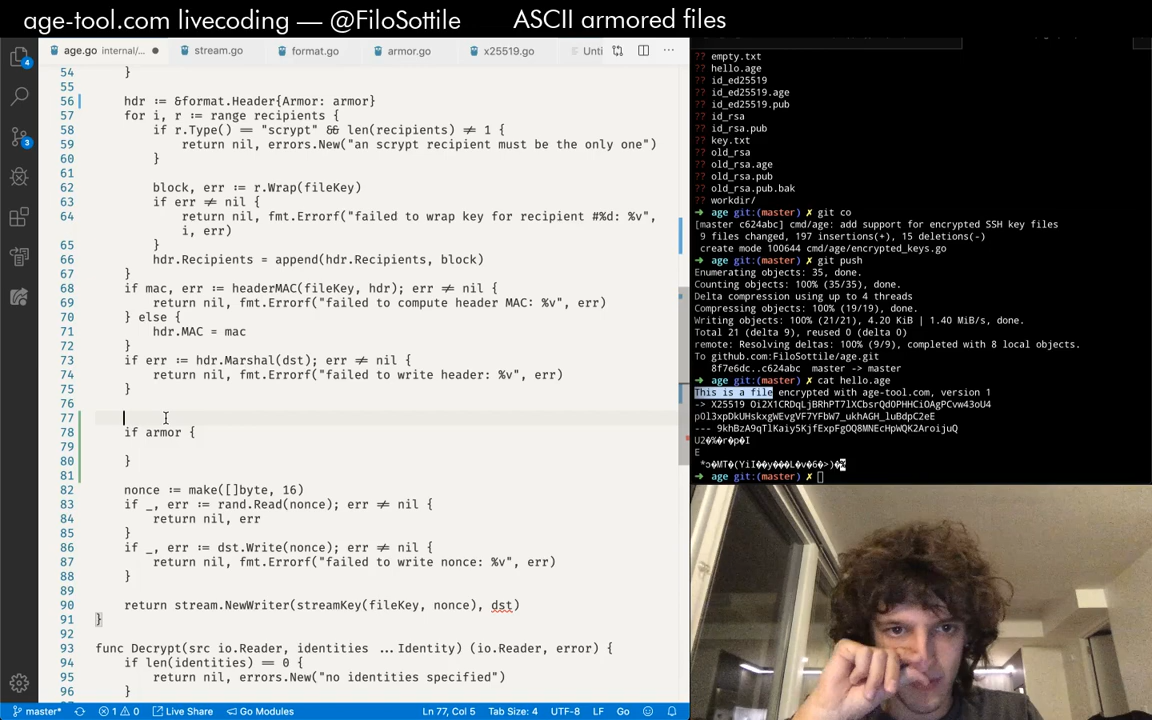 age-tool.com livecoding — @FiloSottile
ASCII armored files
age.go internal/...
stream.go
format.go
armor.go
x25519.go
Unti
54 }
55
56 hdr := &format.Header{Armor: armor}
57 for i, r := range recipients {
58 if r.Type() == "scrypt" && len(recipients) ≠ 1 {
59 return nil, errors.New("an scrypt recipient must be the only one")
60 }
61
62 block, err := r.Wrap(fileKey)
63 if err ≠ nil {
64 return nil, fmt.Errorf("failed to wrap key for recipient #%d: %v",
i, err)
65 }
66 hdr.Recipients = append(hdr.Recipients, block)
67 }
68 if mac, err := headerMAC(fileKey, hdr); err ≠ nil {
69 return nil, fmt.Errorf("failed to compute header MAC: %v", err)
70 } else {
71 hdr.MAC = mac
72 }
73 if err := hdr.Marshal(dst); err ≠ nil {
74 return nil, fmt.Errorf("failed to write header: %v", err)
75 }
76
77
78 if armor {
79
80 }
81
82 nonce := make([]byte, 16)
83 if _, err := rand.Read(nonce); err ≠ nil {
84 return nil, err
85 }
86 if _, err := dst.Write(nonce); err ≠ nil {
87 return nil, fmt.Errorf("failed to write nonce: %v", err)
88 }
89
90 return stream.NewWriter(streamKey(fileKey, nonce), dst)
91 }
92
93 func Decrypt(src io.Reader, identities ...Identity) (io.Reader, error) {
94 if len(identities) == 0 {
95 return nil, errors.New("no identities specified")
96 }
4
3
master*
1 0
Live Share
Go Modules
Ln 77, Col 5
Tab Size: 4
UTF-8
LF
Go
?? empty.txt
?? hello.age
?? id_ed25519
?? id_ed25519.age
?? id_ed25519.pub
?? id_rsa
?? id_rsa.pub
?? key.txt
?? old_rsa
?? old_rsa.age
?? old_rsa.pub
?? old_rsa.pub.bak
?? workdir/
➜ age git:(master) ✗ git co
[master c624abc] cmd/age: add support for encrypted SSH key files
9 files changed, 197 insertions(+), 15 deletions(-)
create mode 100644 cmd/age/encrypted_keys.go
➜ age git:(master) ✗ git push
Enumerating objects: 35, done.
Counting objects: 100% (35/35), done.
Delta compression using up to 4 threads
Compressing objects: 100% (19/19), done.
Writing objects: 100% (21/21), 4.20 KiB | 1.40 MiB/s, done.
Total 21 (delta 9), reused 0 (delta 0)
remote: Resolving deltas: 100% (9/9), completed with 8 local objects.
To github.com:FiloSottile/age.git
8f7e6dc..c624abc master -> master
➜ age git:(master) ✗ cat hello.age
This is a file encrypted with age-tool.com, version 1
-> X25519
➜ age git:(master) ✗